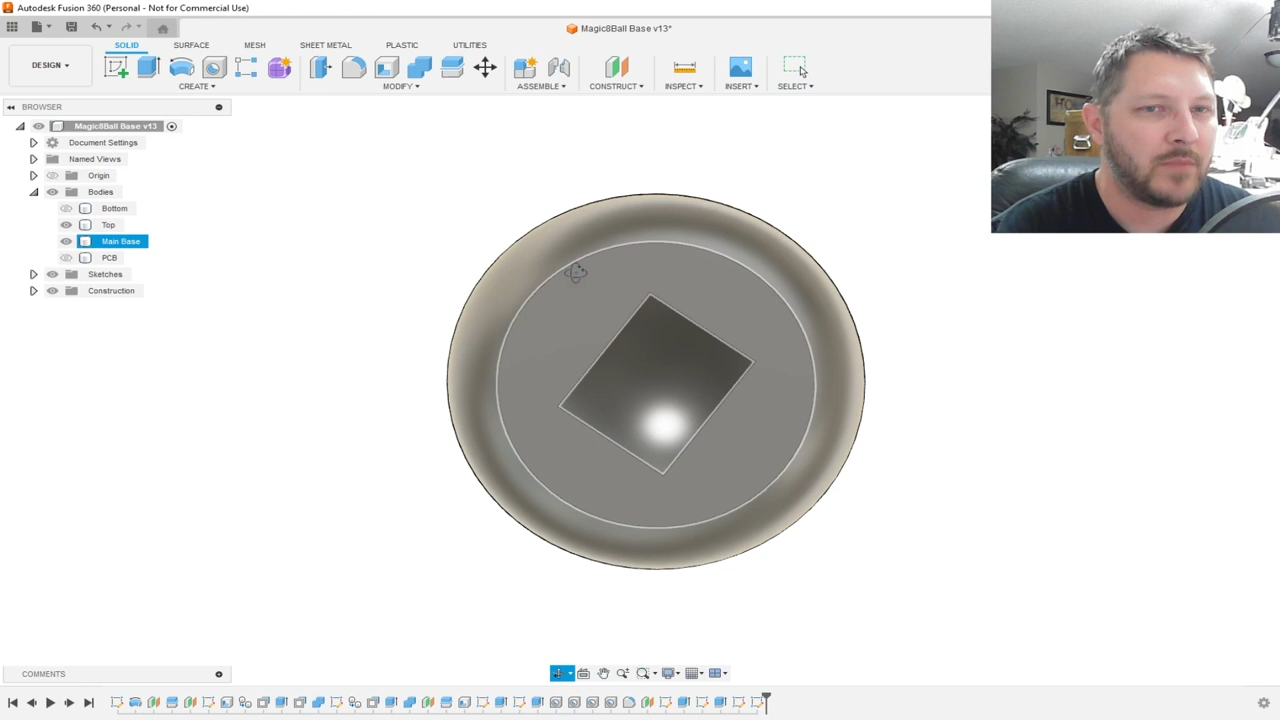 Autodesk Fusion 360 (Personal - Not for Commercial Use)
Magic8Ball Base v13*
DESIGN
SOLID SURFACE MESH SHEET METAL PLASTIC UTILITIES
CREATE MODIFY ASSEMBLE CONSTRUCT INSPECT INSERT SELECT
BROWSER
Magic8Ball Base v13
Document Settings
Named Views
Origin
Bodies
Bottom
Top
Main Base
PCB
Sketches
Construction
COMMENTS